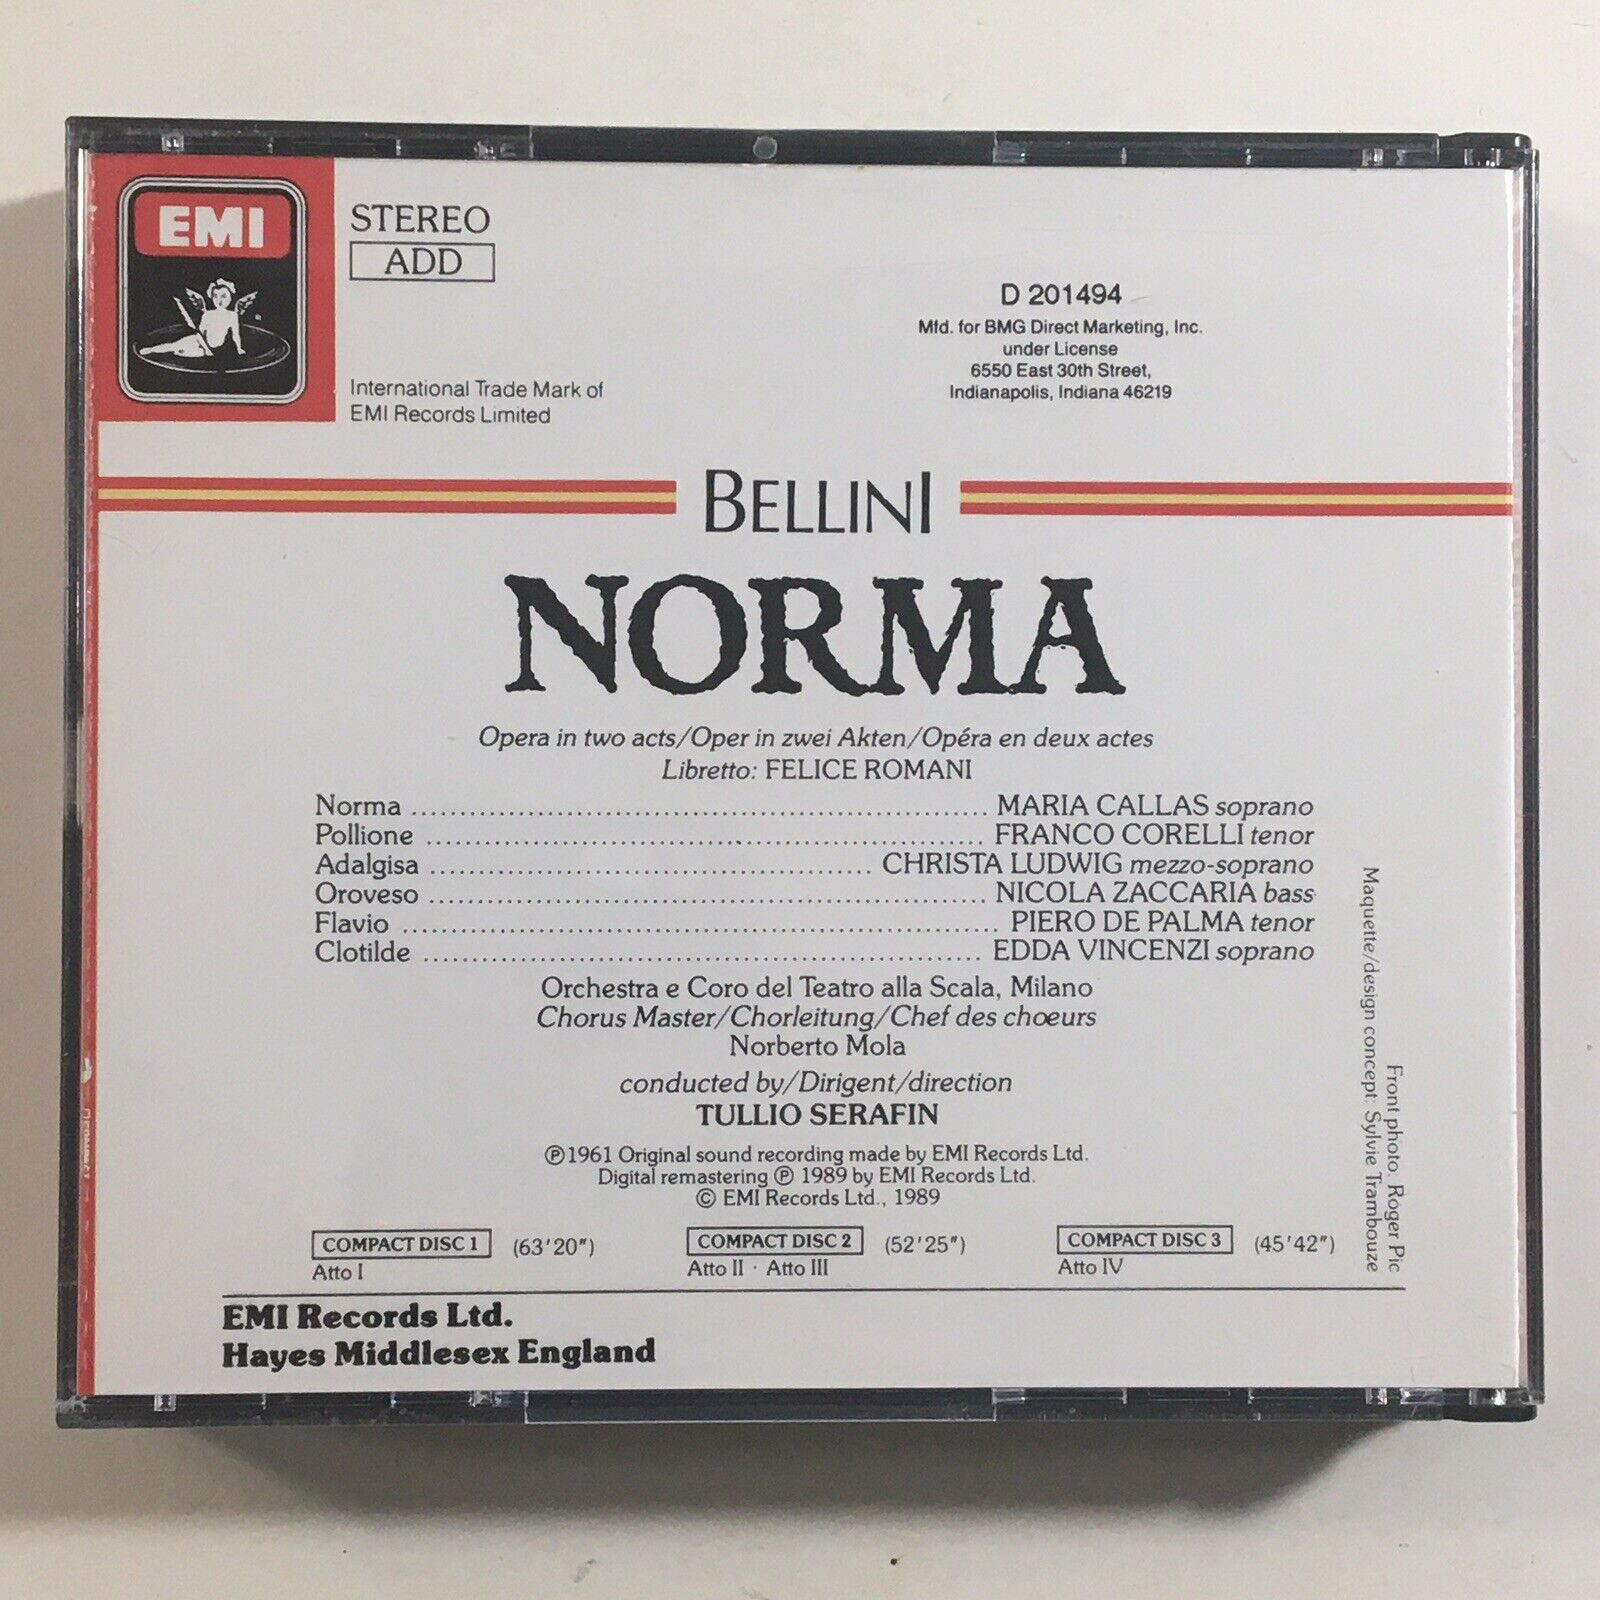 EMI
STEREO
ADD
International Trade Mark of
EMI Records Limited
D 201494
Mfd. for BMG Direct Marketing, Inc.
under License
6550 East 30th Street,
Indianapolis, Indiana 46219
BELLINI
NORMA
Opera in two acts/Oper in zwei Akten/Opéra en deux actes
Libretto: FELICE ROMANI
Norma ........ MARIA CALLAS soprano
Pollione ........ FRANCO CORELLI tenor
Adalgisa ........ CHRISTA LUDWIG mezzo-soprano
Oroveso ........ NICOLA ZACCARIA bass
Flavio ........ PIERO DE PALMA tenor
Clotilde ........ EDDA VINCENZI soprano
Orchestra e Coro del Teatro alla Scala, Milano
Chorus Master/Chorleitung/Chef des chœurs
Norberto Mola
conducted by/Dirigent/direction
TULLIO SERAFIN
℗1961 Original sound recording made by EMI Records Ltd.
Digital remastering ℗ 1989 by EMI Records Ltd.
© EMI Records Ltd., 1989
COMPACT DISC 1 (63'20")
Atto I
COMPACT DISC 2 (52'25")
Atto II · Atto III
COMPACT DISC 3 (45'42")
Atto IV
Front photo. Roger Pic
Maquette/design concept: Sylvie Trambouze
EMI Records Ltd.
Hayes Middlesex England